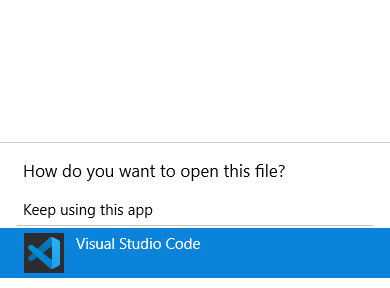 How do you want to open this file?
Keep using this app
Visual Studio Code